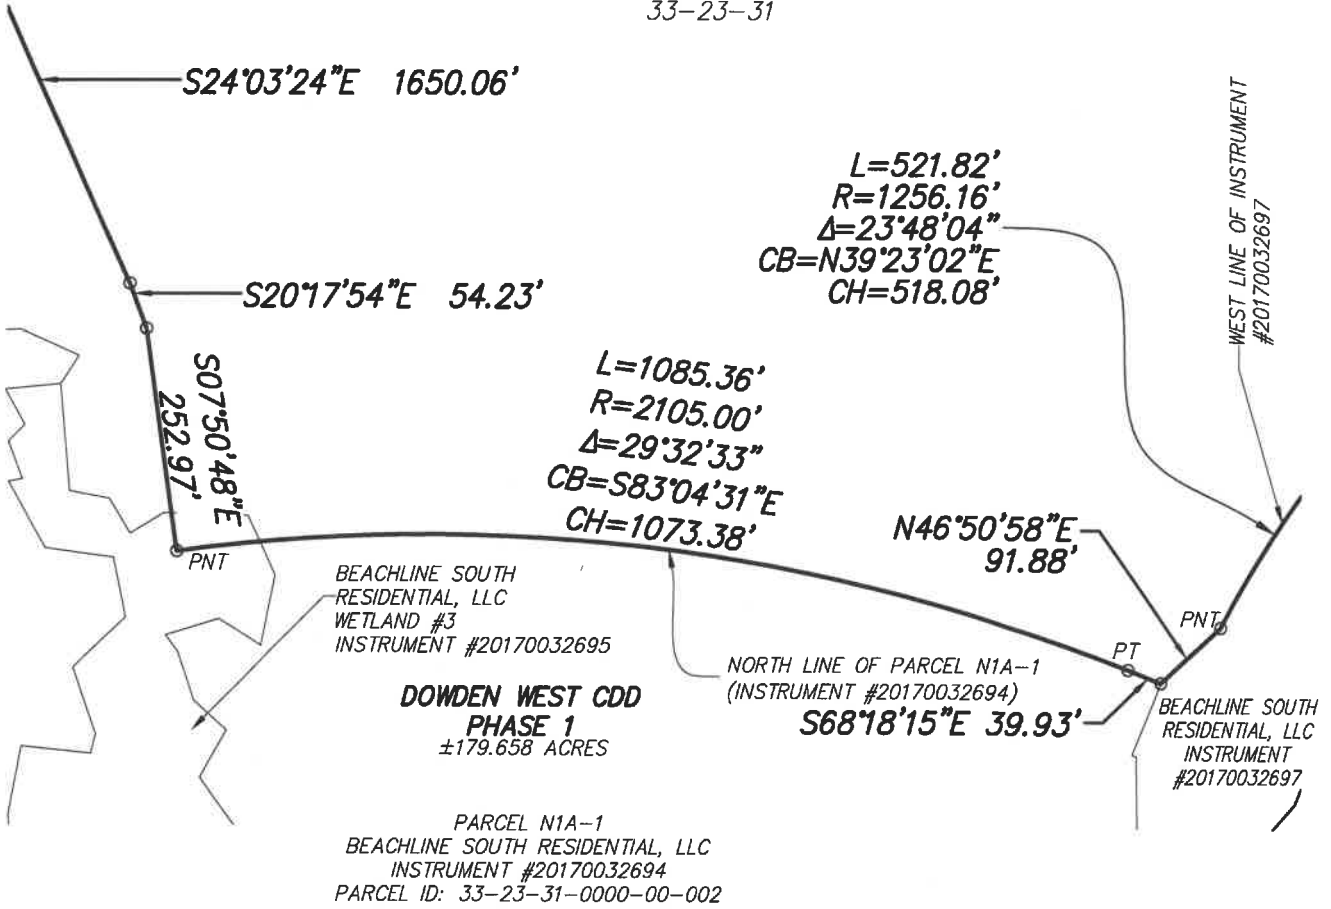 33-23-31
S24°03'24"E 1650.06'
WEST LINE OF INSTRUMENT
#20170032697
L=521.82'
R=1256.16'
Δ=23°48'04"
CB=N39°23'02"E
CH=518.08'
S20°17'54"E 54.23'
S07°50'48"E
252.97'
L=1085.36'
R=2105.00'
Δ=29°32'33"
CB=S83°04'31"E
CH=1073.38'
N46°50'58"E
91.88'
PNT
BEACHLINE SOUTH
RESIDENTIAL, LLC
WETLAND #3
INSTRUMENT #20170032695
PNT
PT
NORTH LINE OF PARCEL N1A-1
(INSTRUMENT #20170032694)
S68°18'15"E 39.93'
BEACHLINE SOUTH
RESIDENTIAL, LLC
INSTRUMENT
#20170032697
DOWDEN WEST CDD
PHASE 1
±179.658 ACRES
PARCEL N1A-1
BEACHLINE SOUTH RESIDENTIAL, LLC
INSTRUMENT #20170032694
PARCEL ID: 33-23-31-0000-00-002